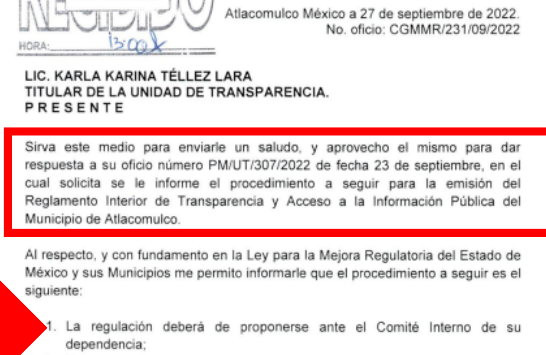 RECIBIDO
Atlacomulco México a 27 de septiembre de 2022.
No. oficio: CGMMR/231/09/2022
HORA: 13:00
LIC. KARLA KARINA TÉLLEZ LARA
TITULAR DE LA UNIDAD DE TRANSPARENCIA.
P R E S E N T E
Sirva este medio para enviarle un saludo, y aprovecho el mismo para dar
respuesta a su oficio número PM/UT/307/2022 de fecha 23 de septiembre, en el
cual solicita se le informe el procedimiento a seguir para la emisión del
Reglamento Interior de Transparencia y Acceso a la Información Pública del
Municipio de Atlacomulco.
Al respecto, y con fundamento en la Ley para la Mejora Regulatoria del Estado de
México y sus Municipios me permito informarle que el procedimiento a seguir es el
siguiente:
1. La regulación deberá de proponerse ante el Comité Interno de su
dependencia;